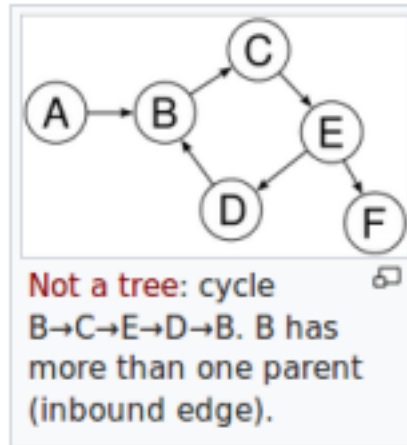 C
A
B
E
D
F
Not a tree: cycle
B→C→E→D→B. B has
more than one parent
(inbound edge).